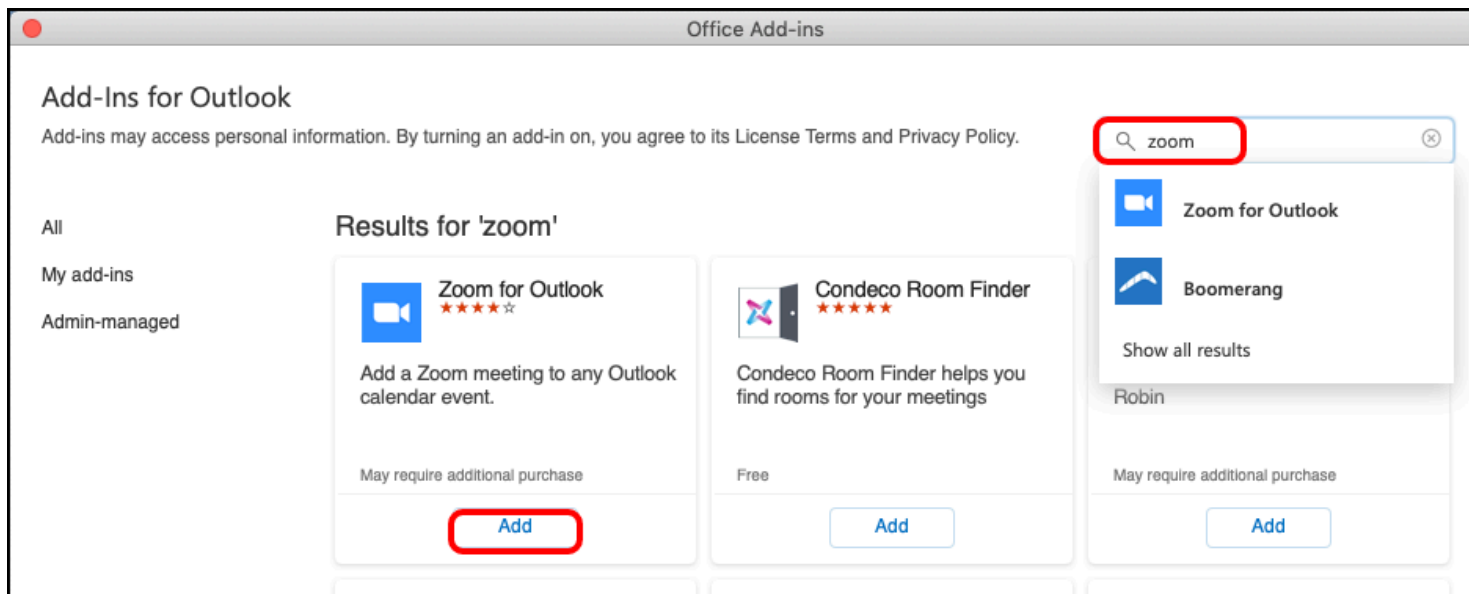 Office Add-ins
Add-Ins for Outlook
Add-ins may access personal information. By turning an add-in on, you agree to its License Terms and Privacy Policy.
zoom
Zoom for Outlook
Boomerang
Show all results
All
My add-ins
Admin-managed
Results for 'zoom'
Zoom for Outlook
Add a Zoom meeting to any Outlook
calendar event.
May require additional purchase
Add
Condeco Room Finder
Condeco Room Finder helps you
find rooms for your meetings
Free
Add
Robin
May require additional purchase
Add